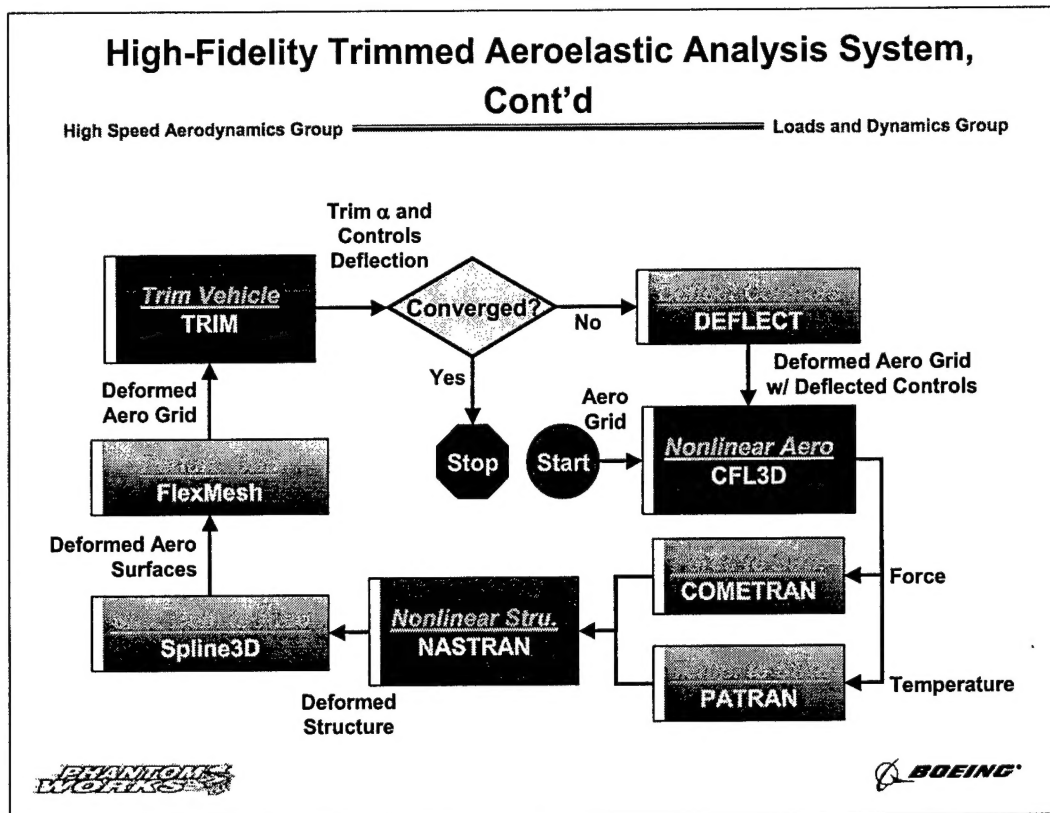 High-Fidelity Trimmed Aeroelastic Analysis System,
Cont'd
High Speed Aerodynamics Group
Loads and Dynamics Group
Trim α and
Controls
Deflection
Trim Vehicle
TRIM
Converged?
No
DEFLECT
Yes
Deformed
Aero Grid
Deformed Aero Grid
w/ Deflected Controls
Aero
Grid
Stop
Start
Nonlinear Aero
CFL3D
FlexMesh
Deformed Aero
Surfaces
COMETRAN
Force
Nonlinear Stru.
NASTRAN
Spline3D
PATRAN
Temperature
Deformed
Structure
PHANTOM
WORKS
BOEING